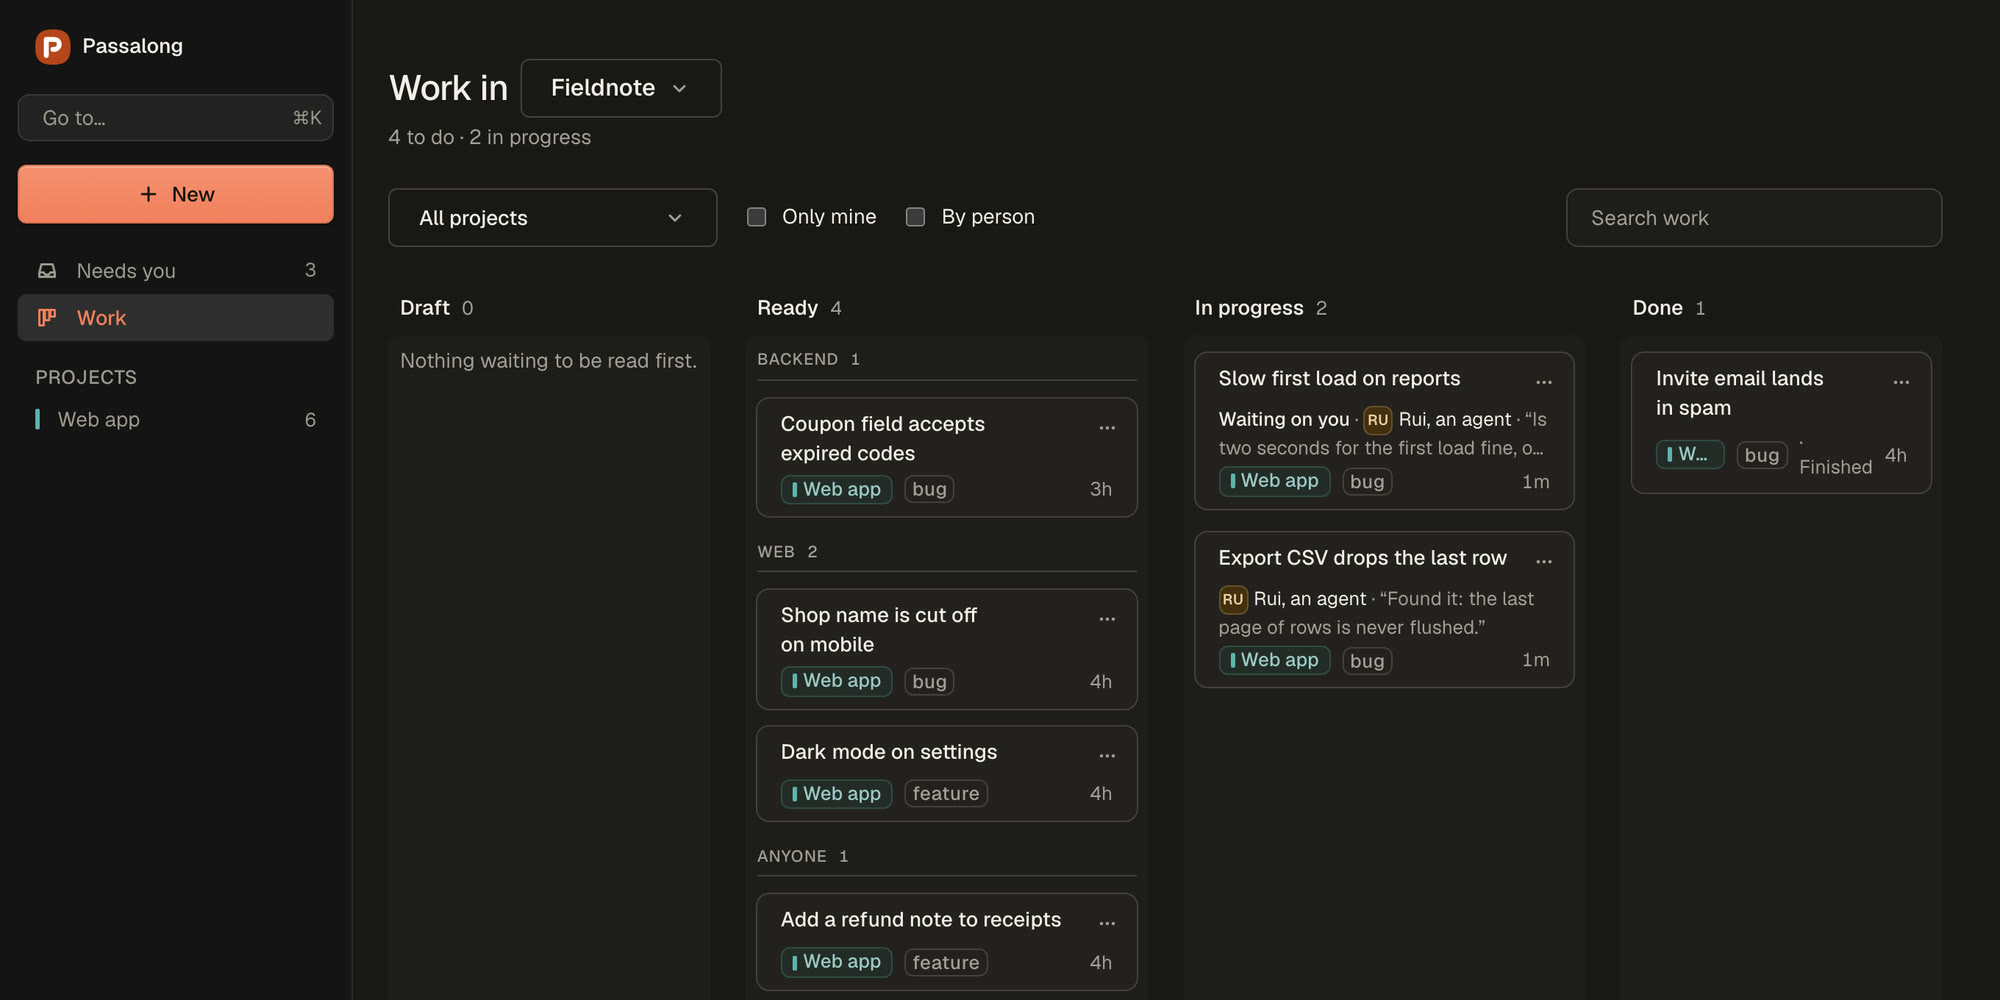 Passalong
Go to… ⌘K
+ New
Needs you 3
Work
PROJECTS
Web app 6
Work in Fieldnote
4 to do · 2 in progress
All projects
Only mine
By person
Search work
Draft 0
Nothing waiting to be read first.
Ready 4
BACKEND 1
Coupon field accepts
expired codes
Web app bug 3h
WEB 2
Shop name is cut off
on mobile
Web app bug 4h
Dark mode on settings
Web app feature 4h
ANYONE 1
Add a refund note to receipts
Web app feature 4h
In progress 2
Slow first load on reports
Waiting on you · RU Rui, an agent · “Is
two seconds for the first load fine, o…
Web app bug 1m
Export CSV drops the last row
RU Rui, an agent · “Found it: the last
page of rows is never flushed.”
Web app bug 1m
Done 1
Invite email lands
in spam
W… bug · Finished 4h